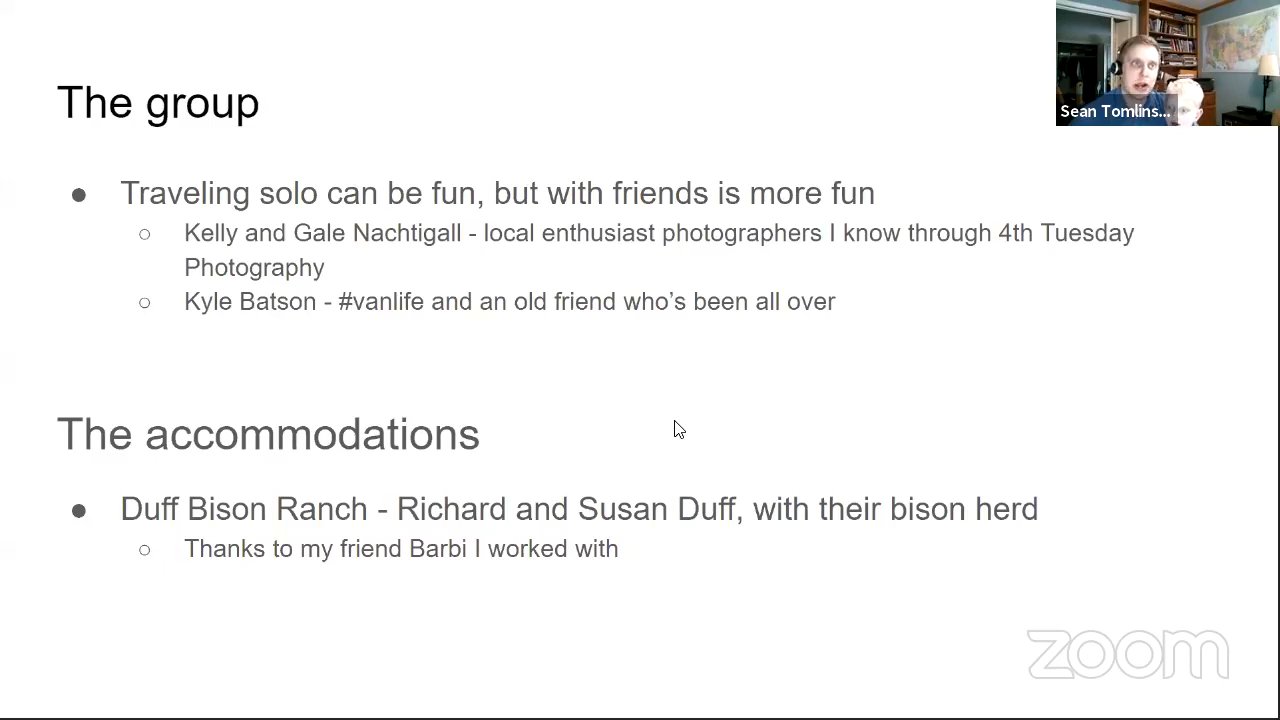 The group
Sean Tomlins...
● Traveling solo can be fun, but with friends is more fun
○ Kelly and Gale Nachtigall - local enthusiast photographers I know through 4th Tuesday
Photography
○ Kyle Batson - #vanlife and an old friend who's been all over
The accommodations
● Duff Bison Ranch - Richard and Susan Duff, with their bison herd
○ Thanks to my friend Barbi I worked with
zoom